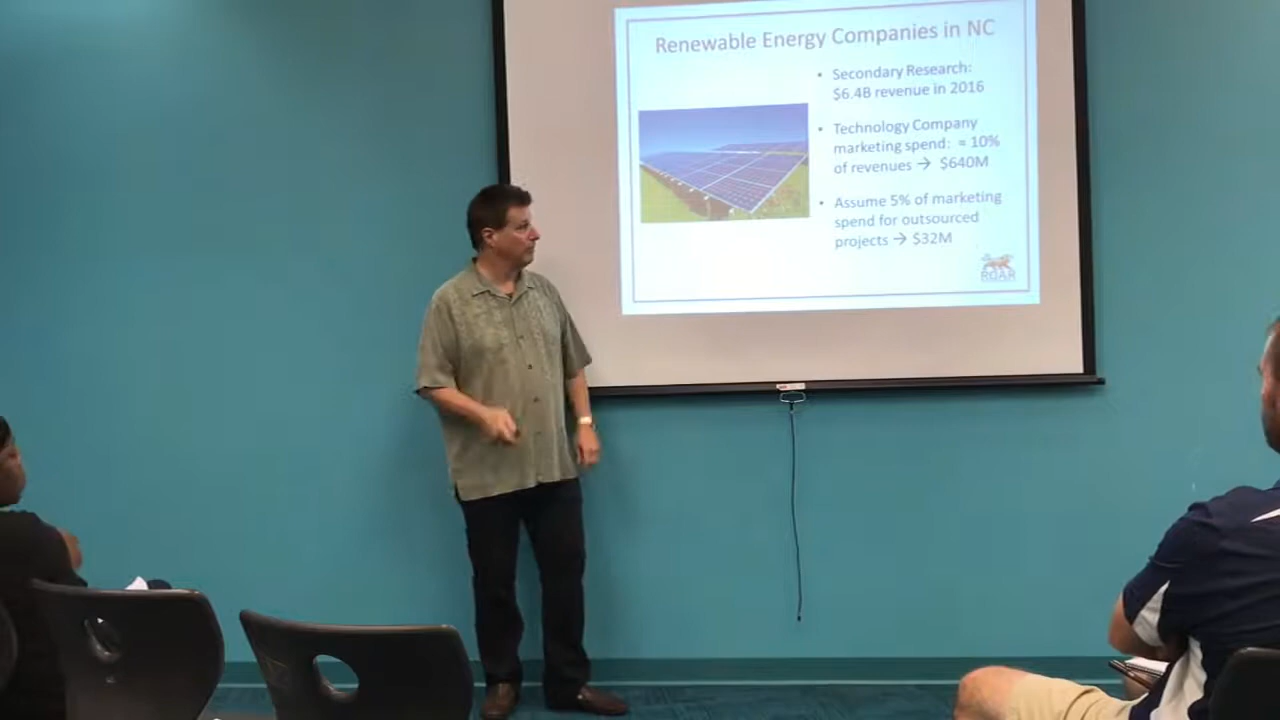 Renewable Energy Companies in NC
• Secondary Research:
$6.4B revenue in 2016
• Technology Company
marketing spend: = 10%
of revenues → $640M
• Assume 5% of marketing
spend for outsourced
projects → $32M
ROAR